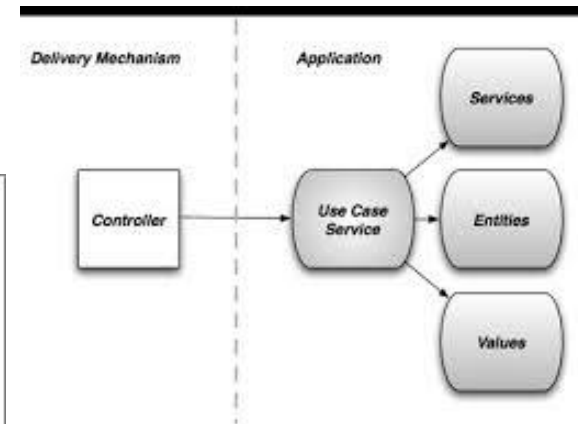 Delivery Mechanism
Application
Services
Controller
Use Case
Service
Entities
Values